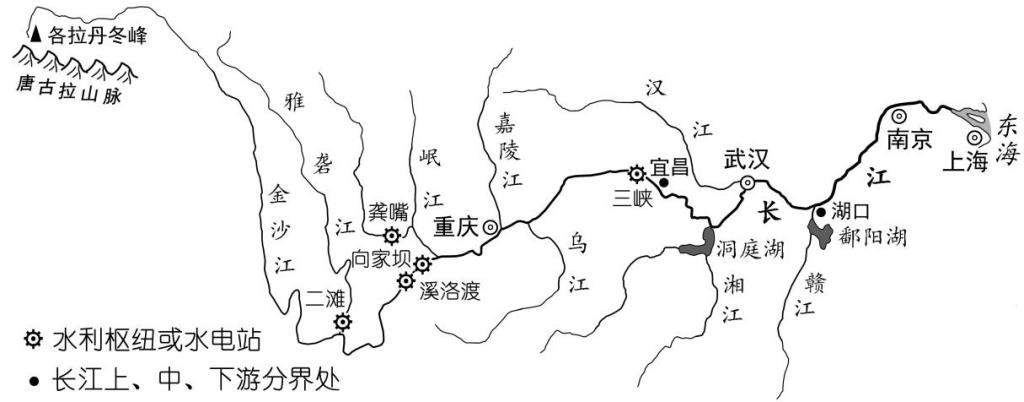 各拉丹冬峰
唐古拉山脉
金沙江
雅砻江
二滩
龚嘴
岷江
向家坝
溪洛渡
重庆
嘉陵江
乌江
三峡
宜昌
汉江
武汉
洞庭湖
湘江
长江
湖口
鄱阳湖
赣江
南京
上海
东海
水利枢纽或水电站
长江上、中、下游分界处